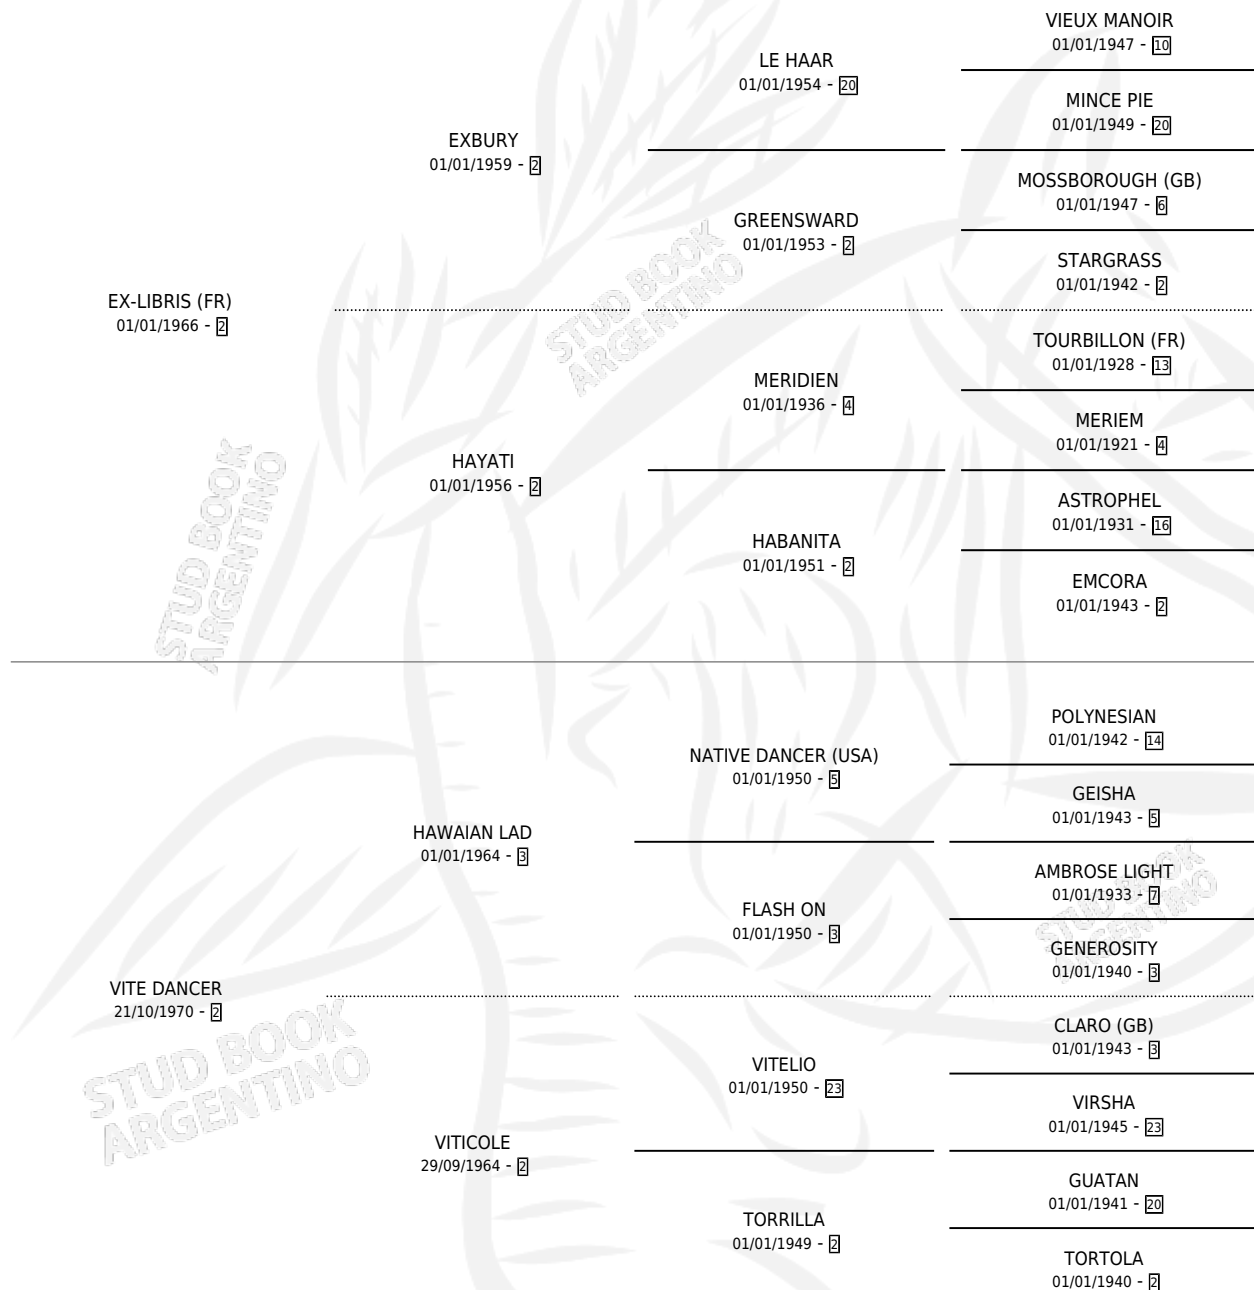 VIEUX MANOIR
01/01/1947 - 10
LE HAAR
01/01/1954 - 20
MINCE PIE
01/01/1949 - 20
EXBURY
01/01/1959 - 2
MOSSBOROUGH (GB)
01/01/1947 - 6
GREENSWARD
01/01/1953 - 2
STARGRASS
01/01/1942 - 2
EX-LIBRIS (FR)
01/01/1966 - 2
TOURBILLON (FR)
01/01/1928 - 13
MERIDIEN
01/01/1936 - 4
MERIEM
01/01/1921 - 4
HAYATI
01/01/1956 - 2
ASTROPHEL
01/01/1931 - 16
HABANITA
01/01/1951 - 2
EMCORA
01/01/1943 - 2
POLYNESIAN
01/01/1942 - 14
NATIVE DANCER (USA)
01/01/1950 - 5
GEISHA
01/01/1943 - 5
HAWAIAN LAD
01/01/1964 - 3
AMBROSE LIGHT
01/01/1933 - 7
FLASH ON
01/01/1950 - 3
GENEROSITY
01/01/1940 - 3
VITE DANCER
21/10/1970 - 2
CLARO (GB)
01/01/1943 - 3
VITELIO
01/01/1950 - 23
VIRSHA
01/01/1945 - 23
VITICOLE
29/09/1964 - 2
GUATAN
01/01/1941 - 20
TORRILLA
01/01/1949 - 2
TORTOLA
01/01/1940 - 2
STUD BOOK
ARGENTINO
STUD BOOK
ARGENTINO
STUD BOOK
ARGENTINO
STUD BOOK
ARGENTINO